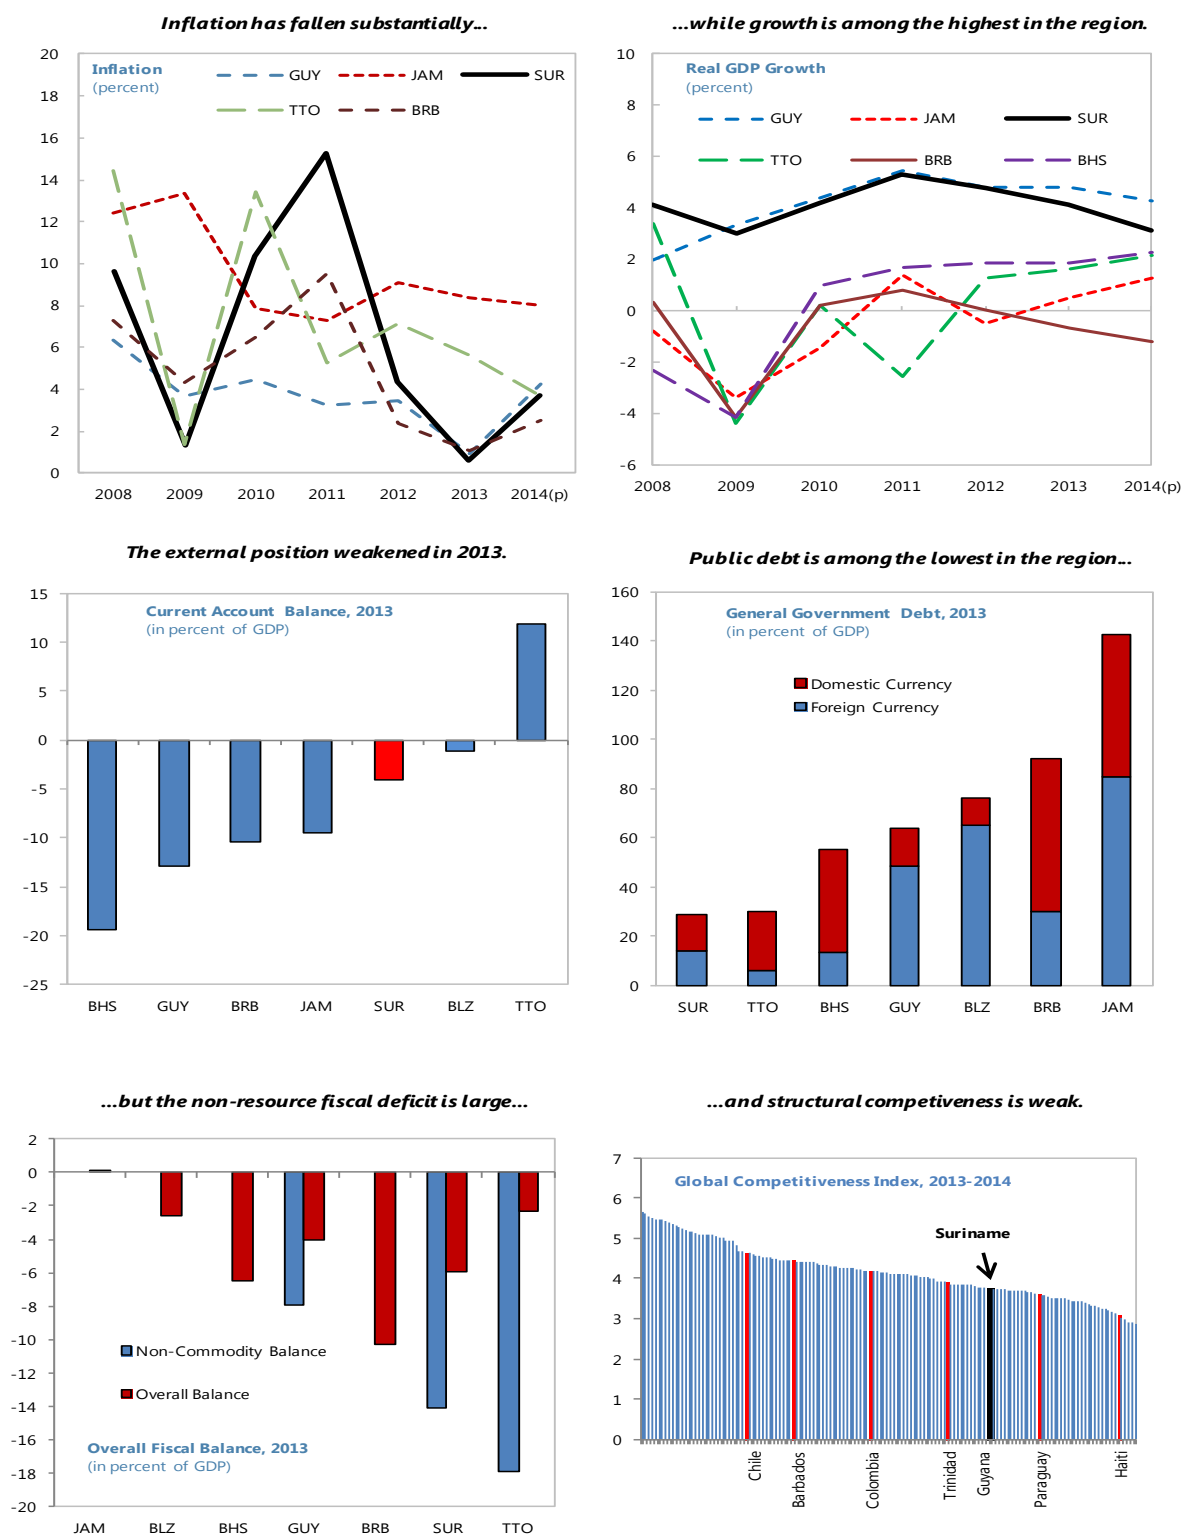 Inflation has fallen substantially...
Inflation
(percent)
GUY JAM SUR
TTO BRB
20
18
16
14
12
10
8
6
4
2
0
2008 2009 2010 2011 2012 2013 2014(p)
...while growth is among the highest in the region.
Real GDP Growth
(percent)
GUY JAM SUR
TTO BRB BHS
10
8
6
4
2
0
-2
-4
-6
2008 2009 2010 2011 2012 2013 2014(p)
The external position weakened in 2013.
Current Account Balance, 2013
(in percent of GDP)
15
10
5
0
-5
-10
-15
-20
-25
BHS GUY BRB JAM SUR BLZ TTO
Public debt is among the lowest in the region...
General Government Debt, 2013
(in percent of GDP)
Domestic Currency
Foreign Currency
160
140
120
100
80
60
40
20
0
SUR TTO BHS GUY BLZ BRB JAM
...but the non-resource fiscal deficit is large...
2
0
-2
-4
-6
-8
-10
-12
-14
-16
-18
-20
Non-Commodity Balance
Overall Balance
Overall Fiscal Balance, 2013
(in percent of GDP)
JAM BLZ BHS GUY BRB SUR TTO
...and structural competiveness is weak.
Global Competitiveness Index, 2013-2014
Suriname
7
6
5
4
3
2
1
0
Chile
Barbados
Colombia
Trinidad
Guyana
Paraguay
Haiti